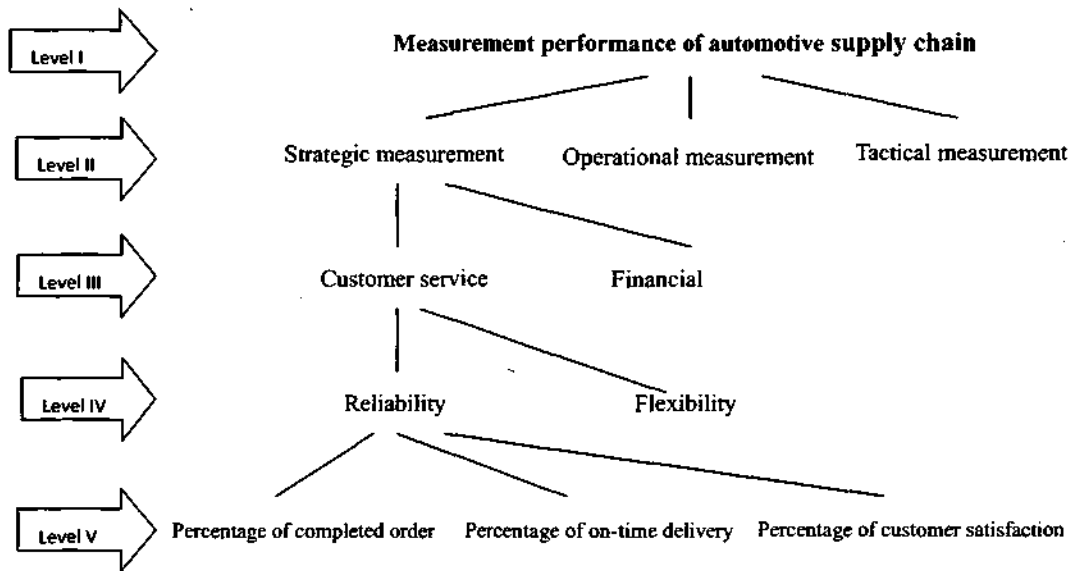 Level I
Measurement performance of automotive supply chain
Level II
Strategic measurement
Operational measurement
Tactical measurement
Level III
Customer service
Financial
Level IV
Reliability
Flexibility
Level V
Percentage of completed order
Percentage of on-time delivery
Percentage of customer satisfaction